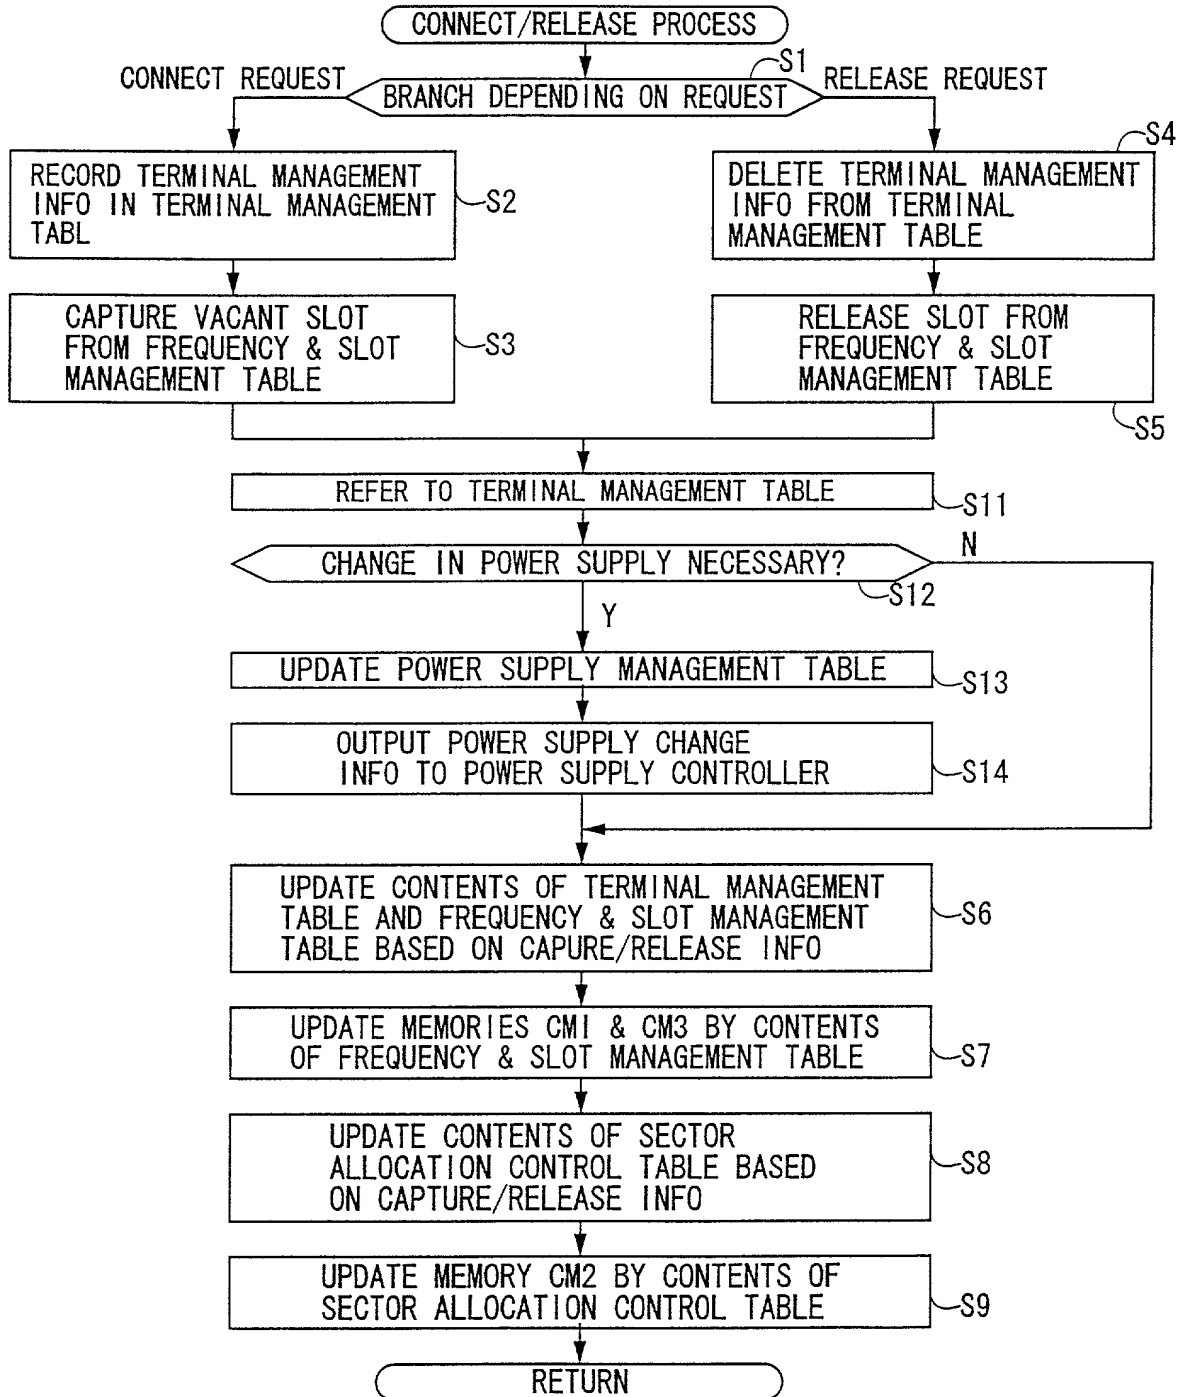 CONNECT/RELEASE PROCESS
S1
CONNECT REQUEST
BRANCH DEPENDING ON REQUEST
RELEASE REQUEST
RECORD TERMINAL MANAGEMENT
INFO IN TERMINAL MANAGEMENT
TABL
S2
S4
DELETE TERMINAL MANAGEMENT
INFO FROM TERMINAL
MANAGEMENT TABLE
CAPTURE VACANT SLOT
FROM FREQUENCY & SLOT
MANAGEMENT TABLE
S3
RELEASE SLOT FROM
FREQUENCY & SLOT
MANAGEMENT TABLE
S5
REFER TO TERMINAL MANAGEMENT TABLE
S11
CHANGE IN POWER SUPPLY NECESSARY?
N
S12
Y
UPDATE POWER SUPPLY MANAGEMENT TABLE
S13
OUTPUT POWER SUPPLY CHANGE
INFO TO POWER SUPPLY CONTROLLER
S14
UPDATE CONTENTS OF TERMINAL MANAGEMENT
TABLE AND FREQUENCY & SLOT MANAGEMENT
TABLE BASED ON CAPURE/RELEASE INFO
S6
UPDATE MEMORIES CM1 & CM3 BY CONTENTS
OF FREQUENCY & SLOT MANAGEMENT TABLE
S7
UPDATE CONTENTS OF SECTOR
ALLOCATION CONTROL TABLE BASED
ON CAPTURE/RELEASE INFO
S8
UPDATE MEMORY CM2 BY CONTENTS OF
SECTOR ALLOCATION CONTROL TABLE
S9
RETURN